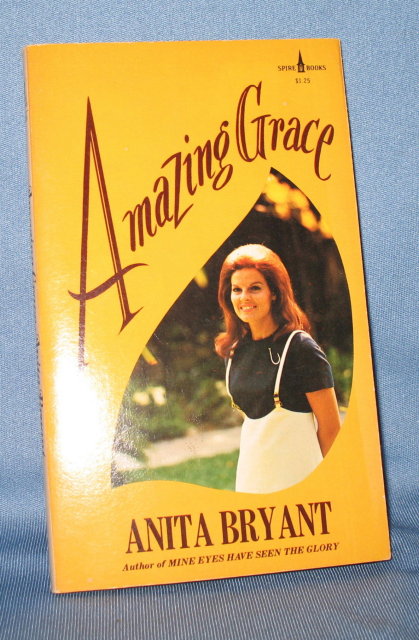 SPIRE BOOKS
$1.25
Amazing Grace
ANITA BRYANT
Author of MINE EYES HAVE SEEN THE GLORY